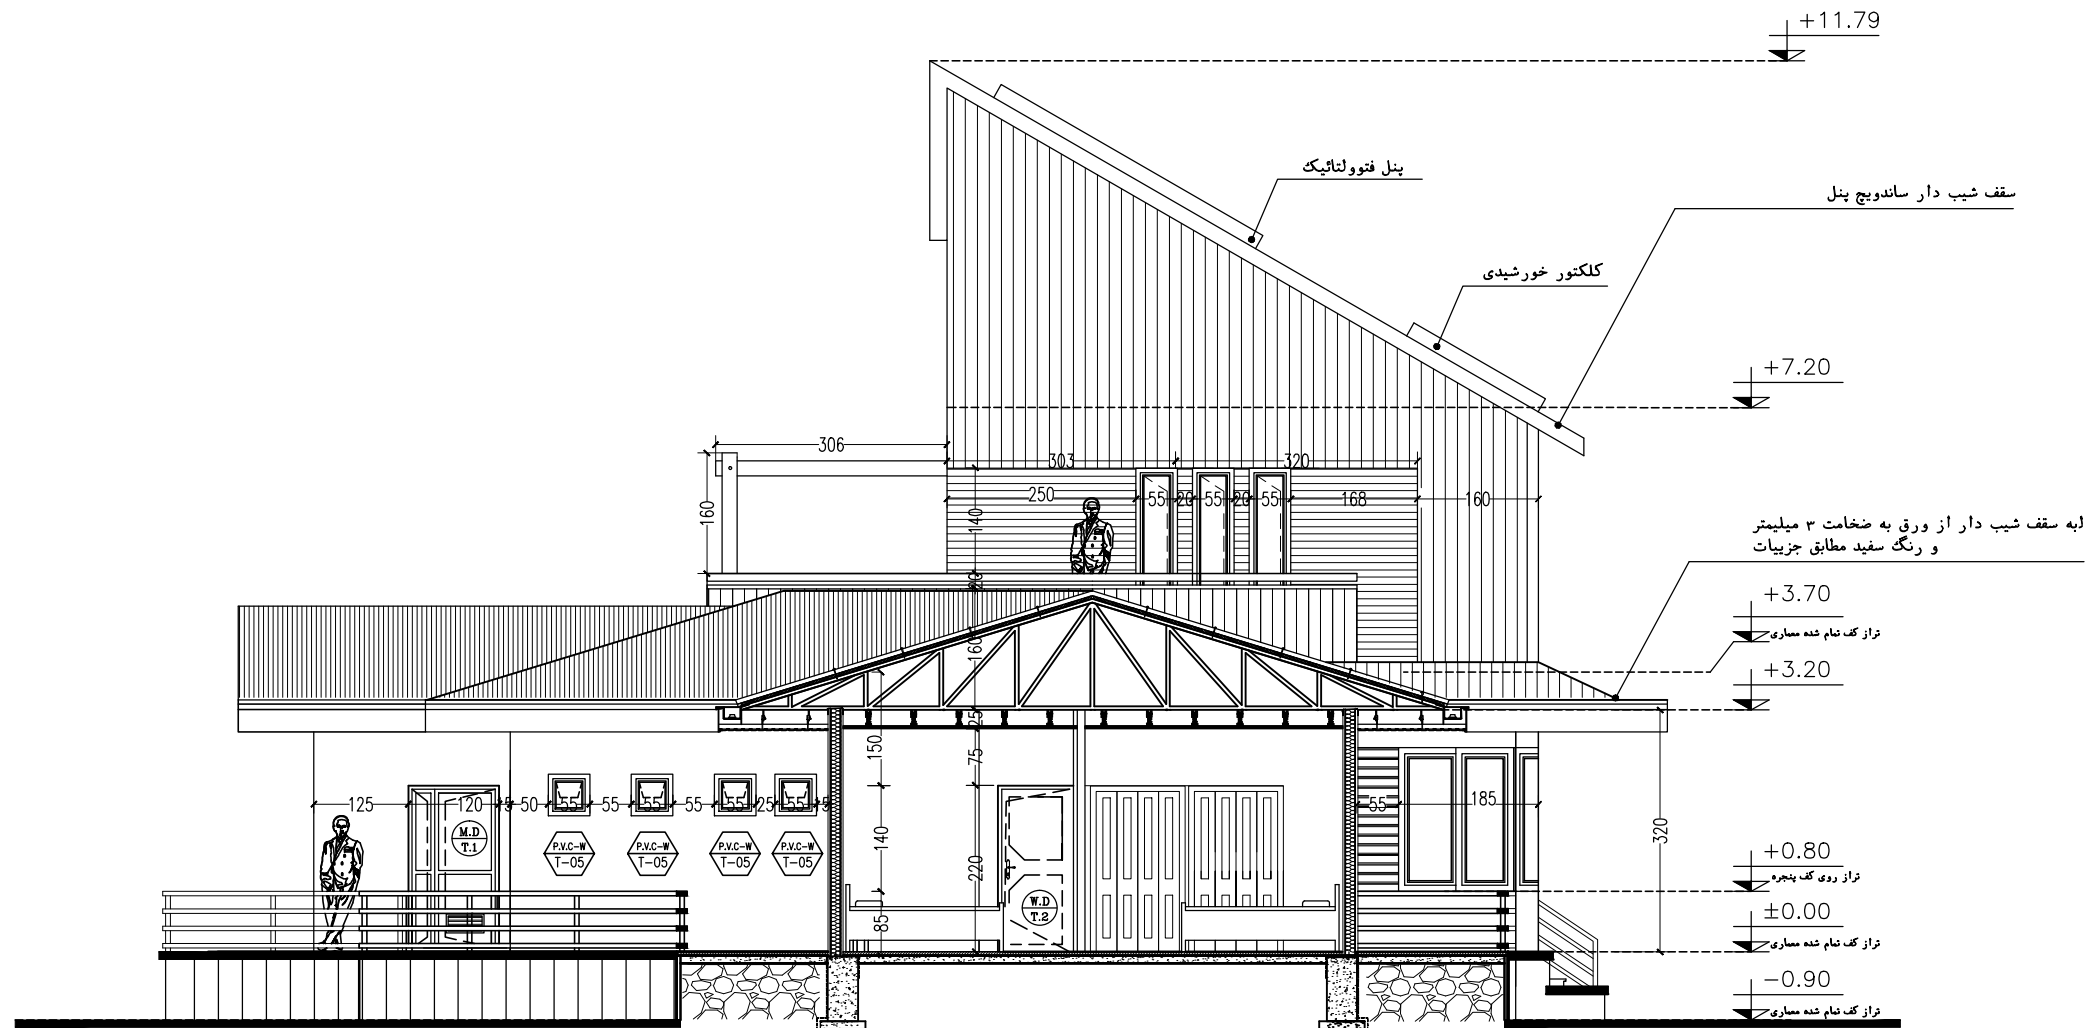 +11.79
پنل فتوولتائیک
سقف شیب دار ساندویچ پنل
کلکتور خورشیدی
+7.20
306
303
320
250
55
20
55
20
55
168
160
160
140
لبه سقف شیب دار از ورق به ضخامت ۳ میلیمتر
و رنگ سفید مطابق جزییات
20
+3.70
تراز کف تمام شده معماری
160
+3.20
25
150
75
125
120
50
55
55
55
55
55
25
55
55
185
M.D
T.1
P.V.C-W
T-05
P.V.C-W
T-05
P.V.C-W
T-05
P.V.C-W
T-05
140
320
+0.80
تراز روی کف پنجره
220
85
W.D
T.2
±0.00
تراز کف تمام شده معماری
-0.90
تراز کف تمام شده معماری